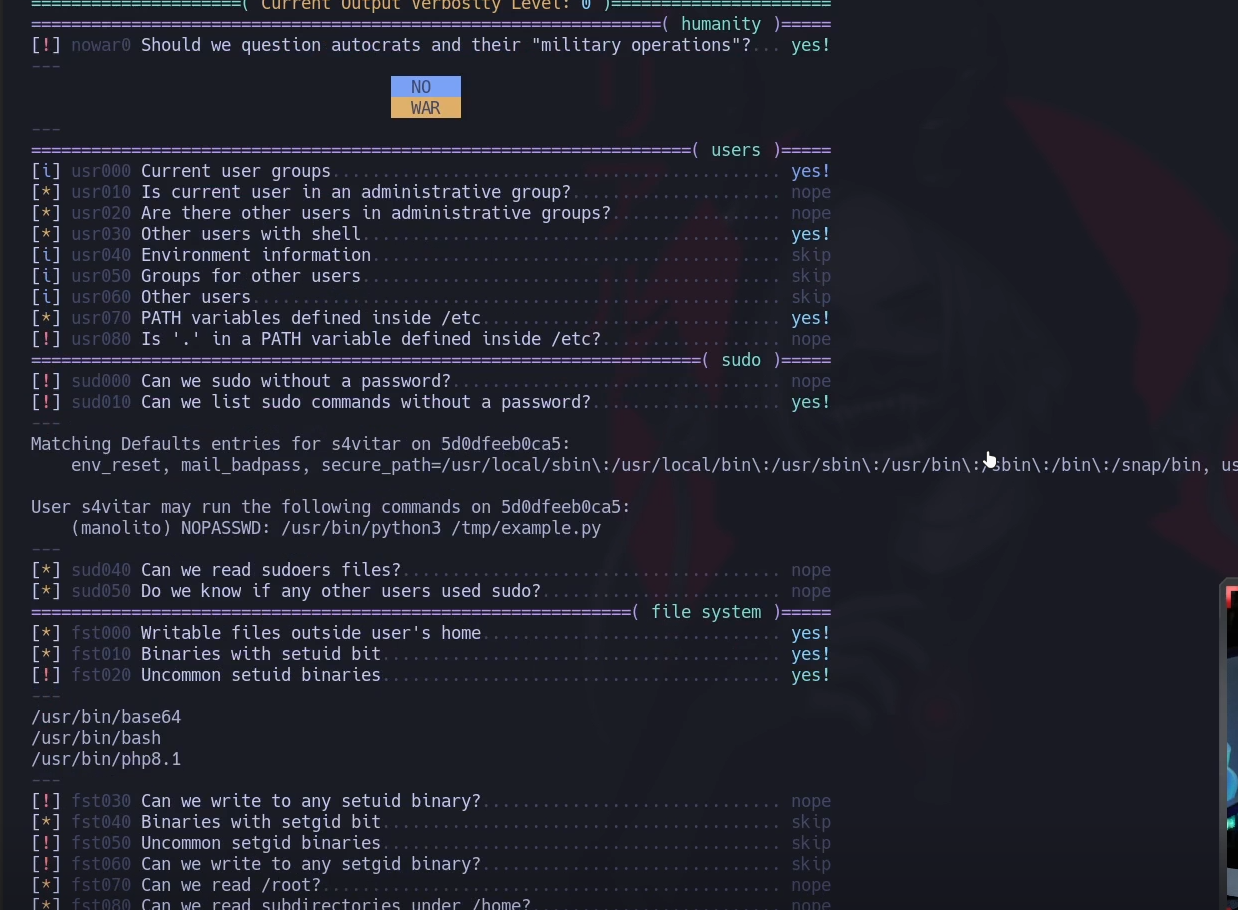 =====================( Current Output Verbosity Level: 0 )======================
===============================================================( humanity )=====
[!] nowar0 Should we question autocrats and their "military operations"?... yes!
---
NO
WAR
---
==================================================================( users )=====
[i] usr000 Current user groups............................................. yes!
[*] usr010 Is current user in an administrative group?..................... nope
[*] usr020 Are there other users in administrative groups?................. nope
[*] usr030 Other users with shell.......................................... yes!
[i] usr040 Environment information......................................... skip
[i] usr050 Groups for other users.......................................... skip
[i] usr060 Other users..................................................... skip
[*] usr070 PATH variables defined inside /etc.............................. yes!
[!] usr080 Is '.' in a PATH variable defined inside /etc?.................. nope
===================================================================( sudo )=====
[!] sud000 Can we sudo without a password?................................. nope
[!] sud010 Can we list sudo commands without a password?................... yes!
---
Matching Defaults entries for s4vitar on 5d0dfeeb0ca5:
    env_reset, mail_badpass, secure_path=/usr/local/sbin\:/usr/local/bin\:/usr/sbin\:/usr/bin\:/sbin\:/bin\:/snap/bin, us

User s4vitar may run the following commands on 5d0dfeeb0ca5:
    (manolito) NOPASSWD: /usr/bin/python3 /tmp/example.py
---
[*] sud040 Can we read sudoers files?...................................... nope
[*] sud050 Do we know if any other users used sudo?........................ nope
============================================================( file system )=====
[*] fst000 Writable files outside user's home.............................. yes!
[*] fst010 Binaries with setuid bit........................................ yes!
[!] fst020 Uncommon setuid binaries........................................ yes!
---
/usr/bin/base64
/usr/bin/bash
/usr/bin/php8.1
---
[!] fst030 Can we write to any setuid binary?.............................. nope
[*] fst040 Binaries with setgid bit........................................ skip
[!] fst050 Uncommon setgid binaries........................................ skip
[!] fst060 Can we write to any setgid binary?.............................. skip
[*] fst070 Can we read /root?.............................................. nope
[*] fst080 Can we read subdirectories under /home?......................... nope